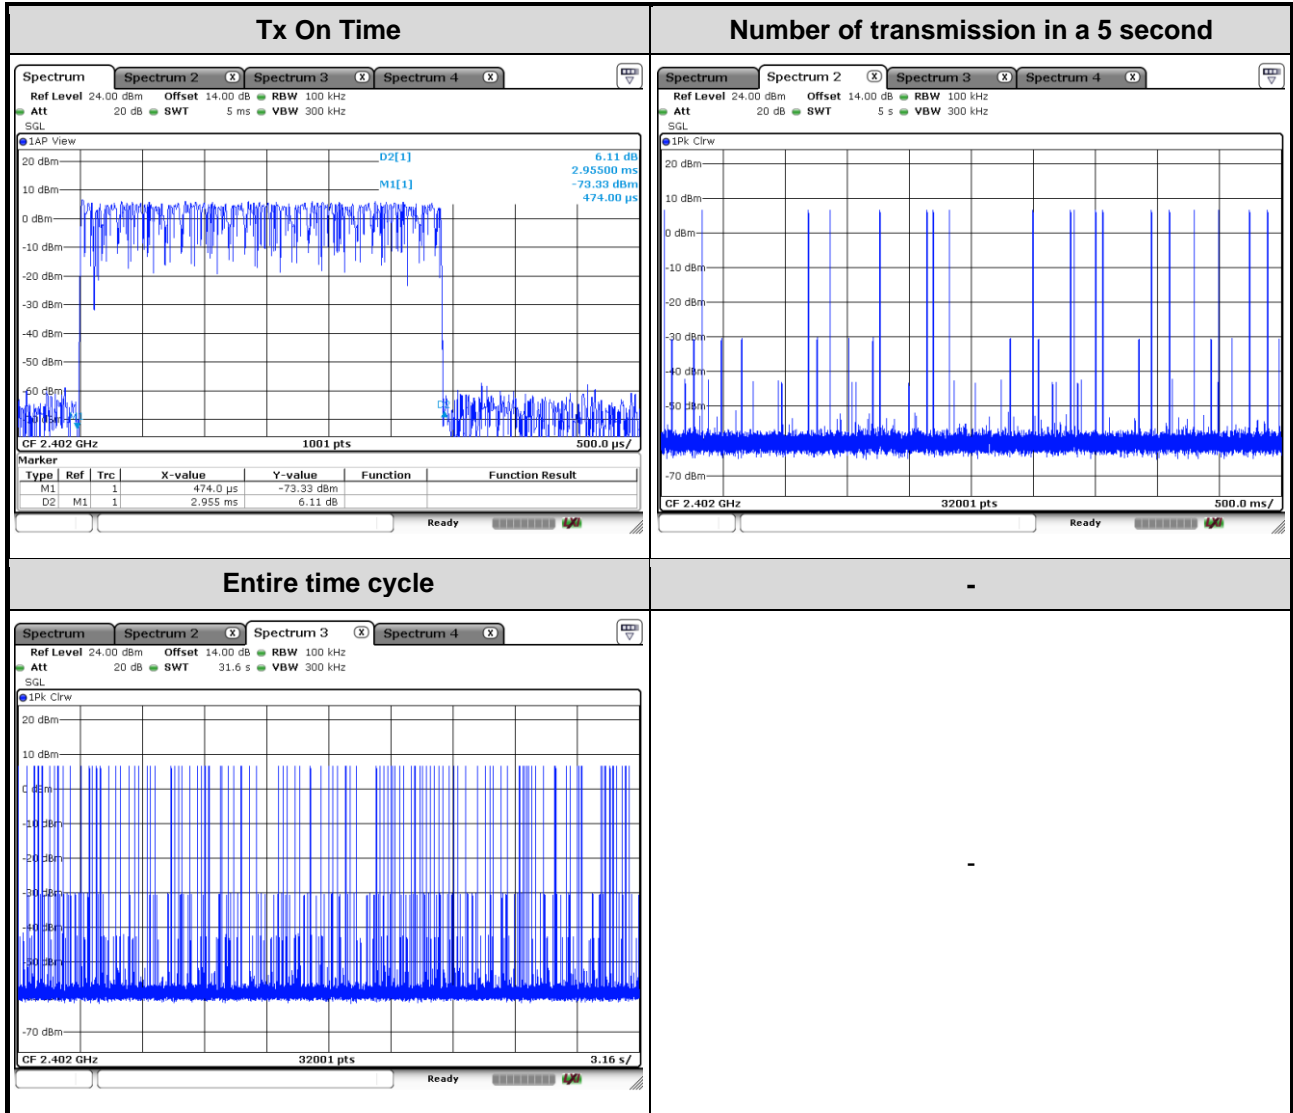 Tx On Time
Number of transmission in a 5 second
Spectrum Spectrum 2 X Spectrum 3 X Spectrum 4 X
Ref Level 24.00 dBm Offset 14.00 dB RBW 100 kHz
Att 20 dB SWT 5 ms VBW 300 kHz
SGL
1AP View
D2[1] 6.11 dB
2.95500 ms
M1[1] -73.33 dBm
474.00 µs
20 dBm
10 dBm
0 dBm
-10 dBm
-20 dBm
-30 dBm
-40 dBm
-50 dBm
-60 dBm
CF 2.402 GHz 1001 pts 500.0 µs/
Marker
Type Ref Trc X-value Y-value Function Function Result
M1 1 474.0 µs -73.33 dBm
D2 M1 1 2.955 ms 6.11 dB
Ready LXI
Spectrum Spectrum 2 X Spectrum 3 X Spectrum 4 X
Ref Level 24.00 dBm Offset 14.00 dB RBW 100 kHz
Att 20 dB SWT 5 s VBW 300 kHz
SGL
1Pk Clrw
20 dBm
10 dBm
0 dBm
-10 dBm
-20 dBm
-30 dBm
-40 dBm
-50 dBm
-70 dBm
CF 2.402 GHz 32001 pts 500.0 ms/
Ready LXI
Entire time cycle
-
Spectrum Spectrum 2 X Spectrum 3 X Spectrum 4 X
Ref Level 24.00 dBm Offset 14.00 dB RBW 100 kHz
Att 20 dB SWT 31.6 s VBW 300 kHz
SGL
1Pk Clrw
20 dBm
10 dBm
0 dBm
-10 dBm
-20 dBm
-30 dBm
-40 dBm
-50 dBm
-70 dBm
CF 2.402 GHz 32001 pts 3.16 s/
Ready LXI
-